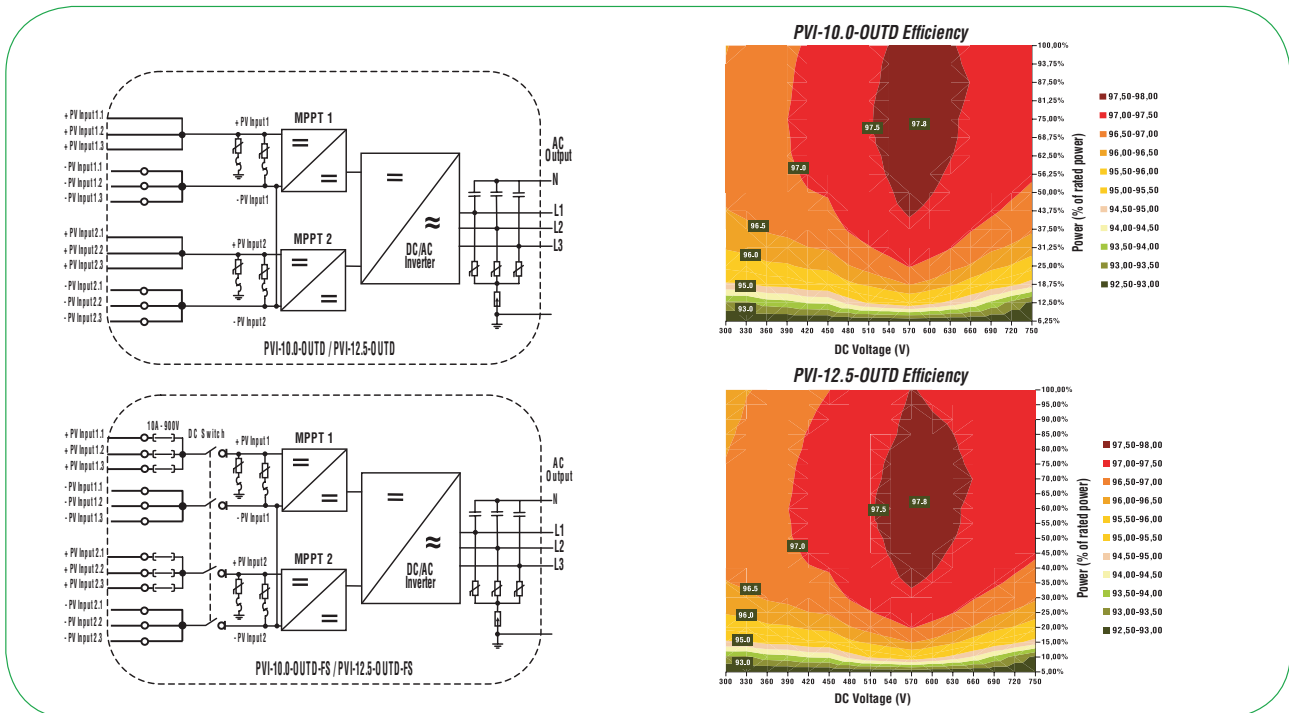 + PV Input1.1
+ PV Input1.2
+ PV Input1.3
- PV Input1.1
- PV Input1.2
- PV Input1.3
+ PV Input2.1
+ PV Input2.2
+ PV Input2.3
- PV Input2.1
- PV Input2.2
- PV Input2.3
+ PV Input1
- PV Input1
+ PV Input2
- PV Input2
MPPT 1
MPPT 2
DC/AC
Inverter
AC
Output
N
L1
L2
L3
PVI-10.0-OUTD / PVI-12.5-OUTD
PVI-10.0-OUTD Efficiency
97.5
97.8
97.0
96.5
96.0
95.0
93.0
100,00%
93,75%
87,50%
81,25%
75,00%
68,75%
62,50%
56,25%
50,00%
43,75%
37,50%
31,25%
25,00%
18,75%
12,50%
6,25%
Power (% of rated power)
300 330 360 390 420 450 480 510 540 570 600 630 660 690 720 750
DC Voltage (V)
97,50-98,00
97,00-97,50
96,50-97,00
96,00-96,50
95,50-96,00
95,00-95,50
94,50-95,00
94,00-94,50
93,50-94,00
93,00-93,50
92,50-93,00
10A - 900V
DC Switch
+ PV Input1.1
+ PV Input1.2
+ PV Input1.3
- PV Input1.1
- PV Input1.2
- PV Input1.3
+ PV Input2.1
+ PV Input2.2
+ PV Input2.3
- PV Input2.1
- PV Input2.2
- PV Input2.3
+ PV Input1
- PV Input1
+ PV Input2
- PV Input2
MPPT 1
MPPT 2
DC/AC
Inverter
AC
Output
N
L1
L2
L3
PVI-10.0-OUTD-FS / PVI-12.5-OUTD-FS
PVI-12.5-OUTD Efficiency
97.5
97.8
97.0
96.5
96.0
95.0
93.0
100,00%
95,00%
90,00%
85,00%
80,00%
75,00%
70,00%
65,00%
60,00%
55,00%
50,00%
45,00%
40,00%
35,00%
30,00%
25,00%
20,00%
15,00%
10,00%
5,00%
Power (% of rated power)
300 330 360 390 420 450 480 510 540 570 600 630 660 690 720 750
DC Voltage (V)
97,50-98,00
97,00-97,50
96,50-97,00
96,00-96,50
95,50-96,00
95,00-95,50
94,50-95,00
94,00-94,50
93,50-94,00
93,00-93,50
92,50-93,00